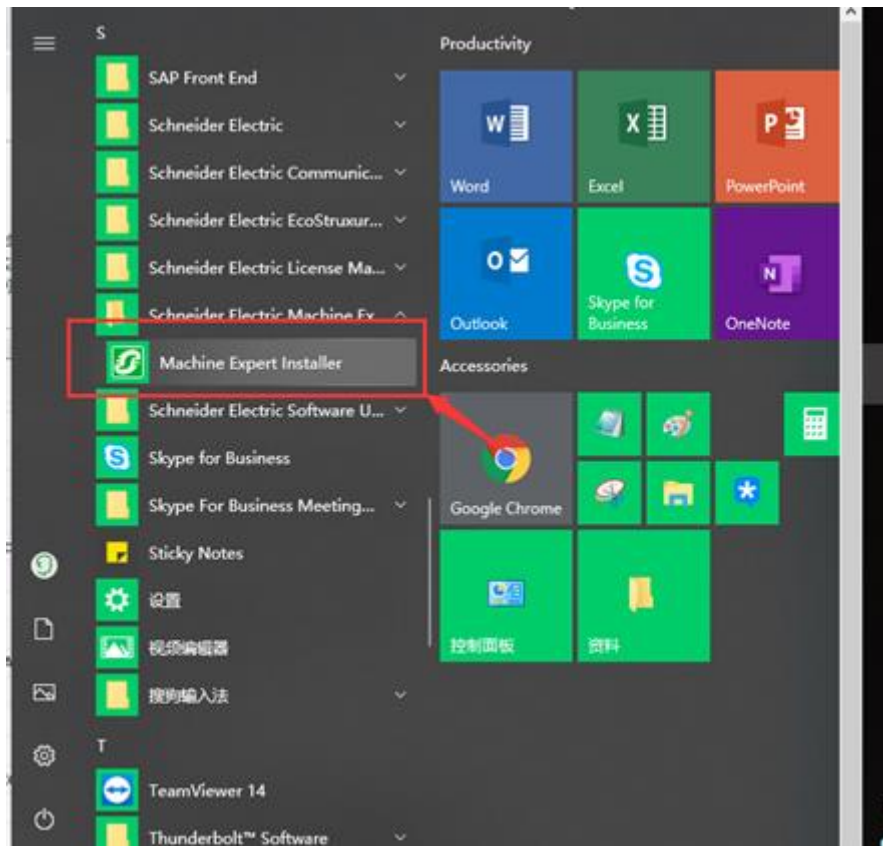 S
SAP Front End
Schneider Electric
Schneider Electric Communic...
Schneider Electric EcoStruxur...
Schneider Electric License Ma...
Schneider Electric Machine Ex
Machine Expert Installer
Schneider Electric Software U...
Skype for Business
Skype For Business Meeting...
Sticky Notes
设置
视频编辑器
搜狗输入法
T
TeamViewer 14
Thunderbolt™ Software
Productivity
Word
Excel
PowerPoint
Outlook
Skype for
Business
OneNote
Accessories
Google Chrome
控制面板
资料